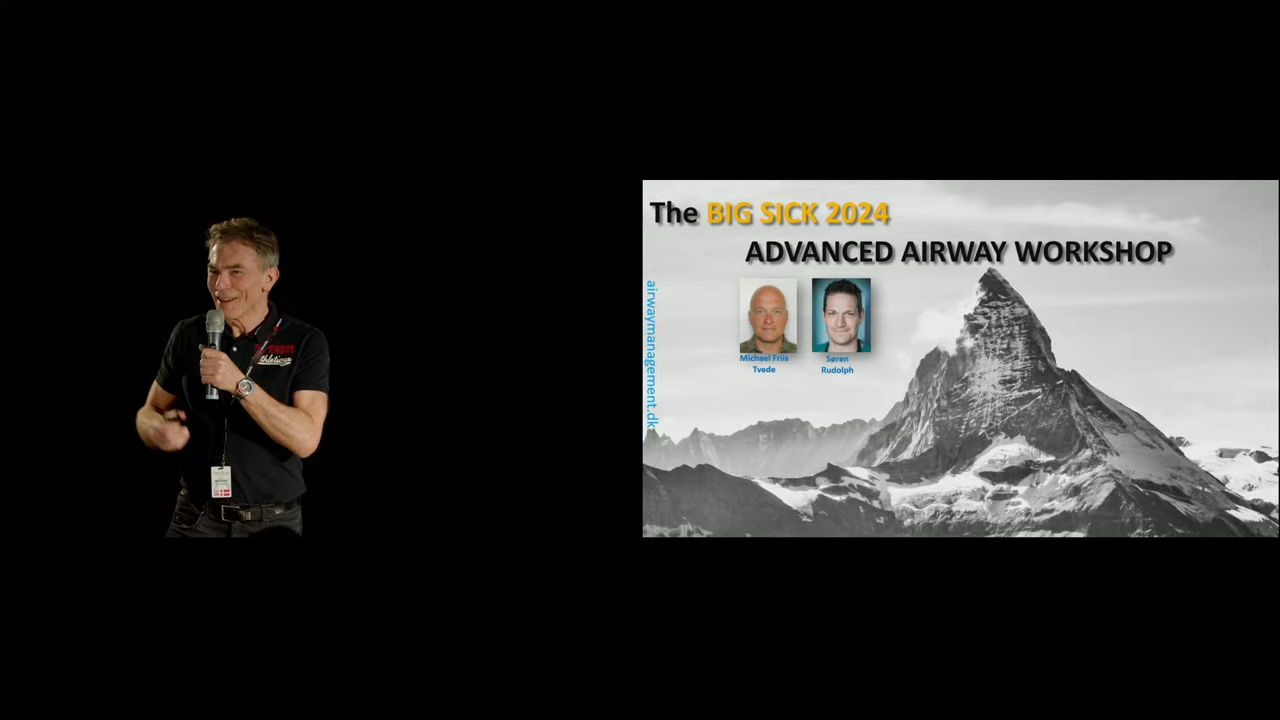 The BIG SICK 2024
ADVANCED AIRWAY WORKSHOP
airwaymanagement.dk
Michael Friis
Tvede
Søren
Rudolph